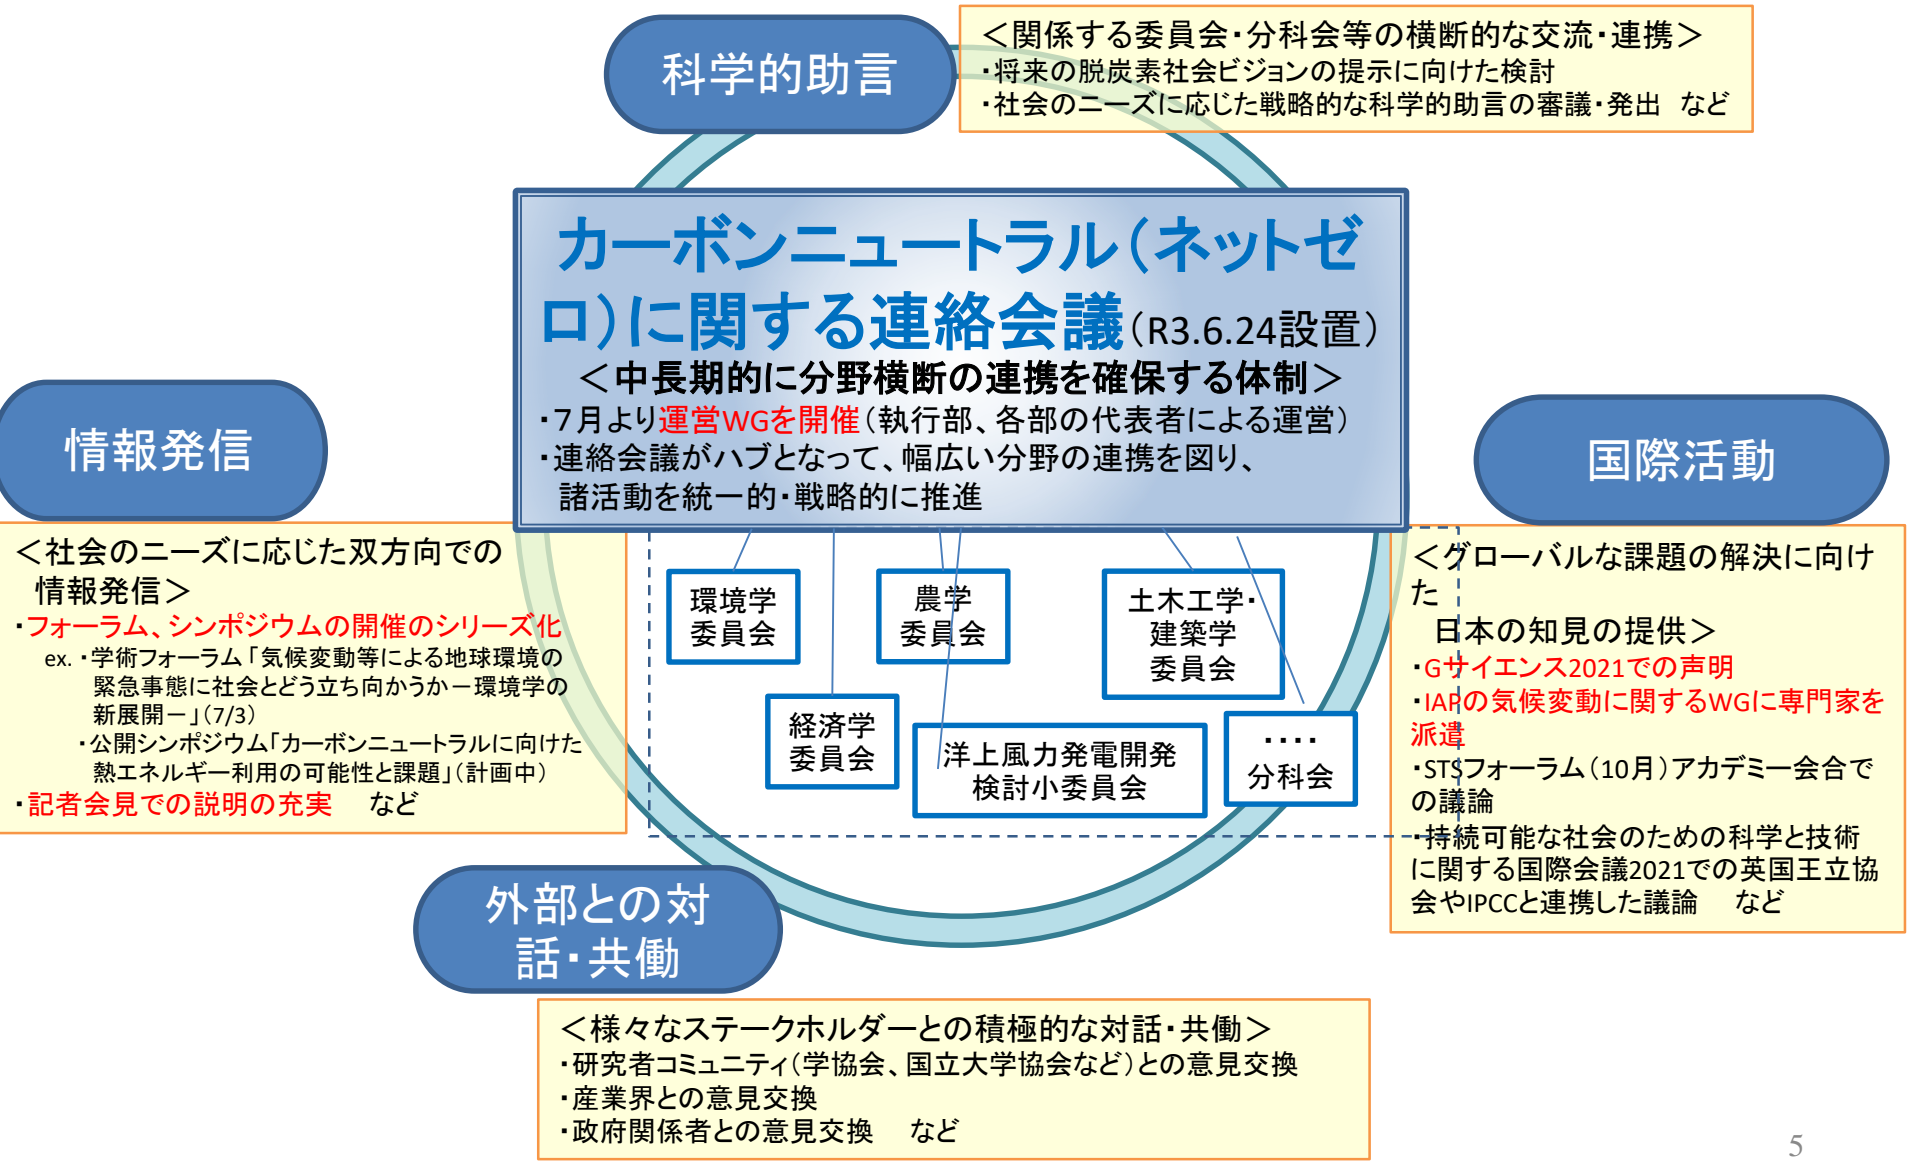 科学的助言
＜関係する委員会・分科会等の横断的な交流・連携＞
・将来の脱炭素社会ビジョンの提示に向けた検討
・社会のニーズに応じた戦略的な科学的助言の審議・発出　など
カーボンニュートラル（ネットゼ
ロ）に関する連絡会議（R3.6.24設置）
＜中長期的に分野横断の連携を確保する体制＞
・７月より運営WGを開催（執行部、各部の代表者による運営）
・連絡会議がハブとなって、幅広い分野の連携を図り、
諸活動を統一的・戦略的に推進
情報発信
＜社会のニーズに応じた双方向での
情報発信＞
・フォーラム、シンポジウムの開催のシリーズ化
ex. ・学術フォーラム「気候変動等による地球環境の
緊急事態に社会とどう立ち向かうか－環境学の
新展開－」（7/3）
・公開シンポジウム「カーボンニュートラルに向けた
熱エネルギー利用の可能性と課題」（計画中）
・記者会見での説明の充実　など
環境学
委員会
農学
委員会
土木工学・
建築学
委員会
経済学
委員会
洋上風力発電開発
検討小委員会
・・・・
分科会
国際活動
＜グローバルな課題の解決に向け
た
日本の知見の提供＞
・Gサイエンス2021での声明
・IAPの気候変動に関するWGに専門家を
派遣
・STSフォーラム（10月）アカデミー会合で
の議論
・持続可能な社会のための科学と技術
に関する国際会議2021での英国王立協
会やIPCCと連携した議論　など
外部との対
話・共働
＜様々なステークホルダーとの積極的な対話・共働＞
・研究者コミュニティ（学協会、国立大学協会など）との意見交換
・産業界との意見交換
・政府関係者との意見交換　など
5